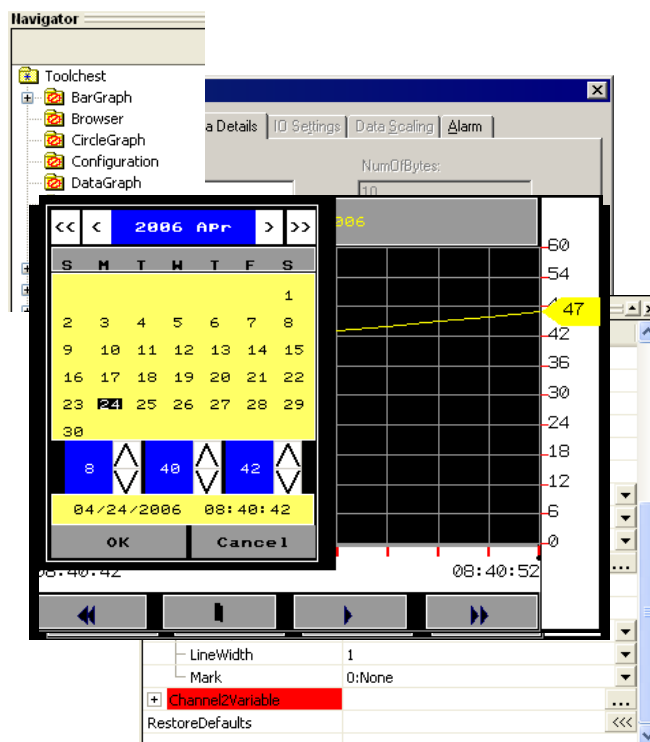 Navigator
Toolchest
BarGraph
Browser
CircleGraph
Configuration
DataGraph
a Details
IO Settings
Data Scaling
Alarm
NumOfBytes:
10
<< < 2006 Apr > >>
S M T W T F S
1
2 3 4 5 6 7 8
9 10 11 12 13 14 15
16 17 18 19 20 21 22
23 24 25 26 27 28 29
30
8 40 42
04/24/2006 08:40:42
OK Cancel
006
60
54
47
42
36
30
24
18
12
6
0
08:40:42 08:40:52
LineWidth 1
Mark 0:None
Channel2Variable ...
RestoreDefaults <<<